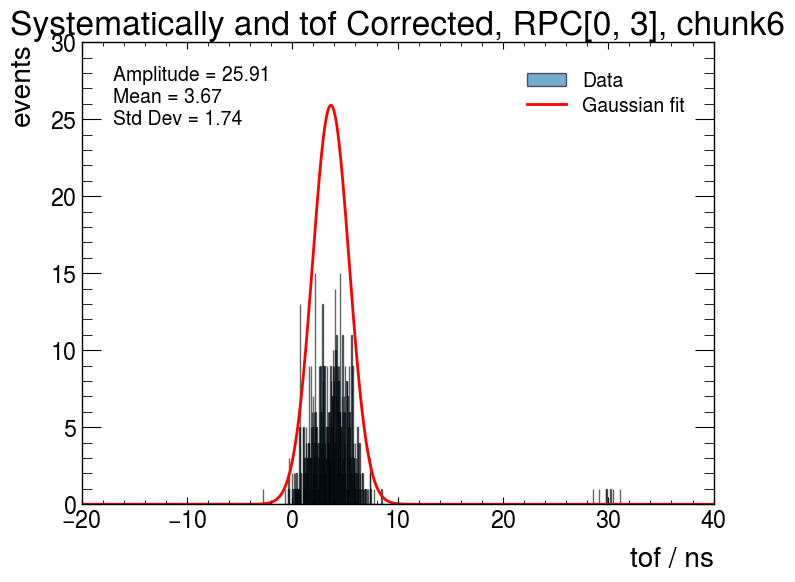 Systematically and tof Corrected, RPC[0, 3], chunk6
events
30
25
20
15
10
5
0
Amplitude = 25.91
Mean = 3.67
Std Dev = 1.74
Data
Gaussian fit
−20
−10
0
10
20
30
40
tof / ns